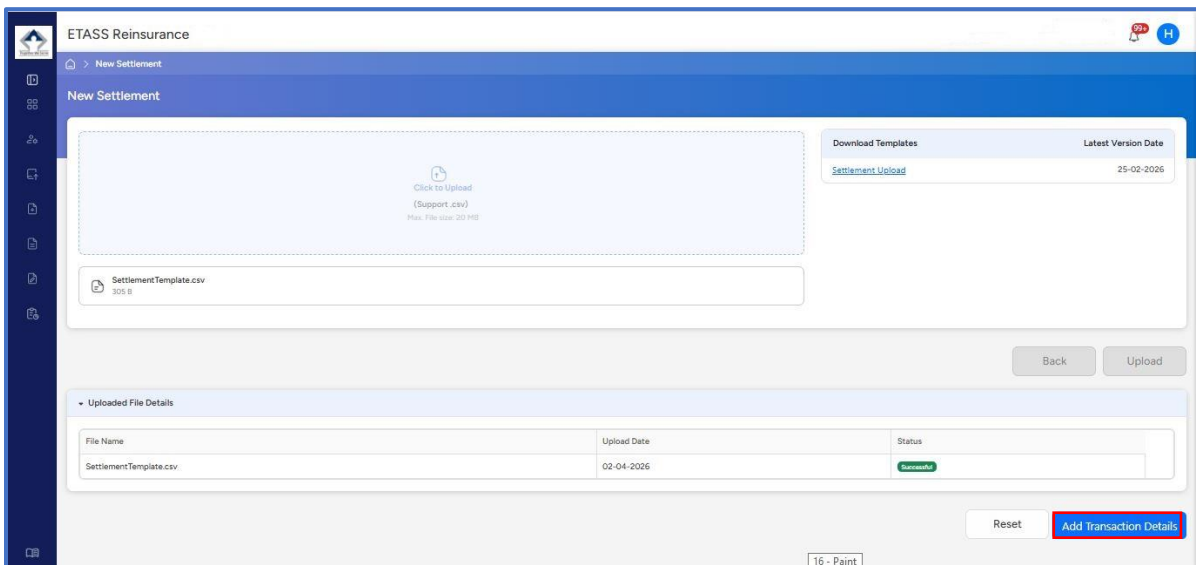 ETASS Reinsurance
99+
H
> New Settlement
New Settlement
Click to Upload
(Support .csv)
Max. File size: 20 MB
Download Templates Latest Version Date
Settlement Upload 25-02-2026
SettlementTemplate.csv
305 B
Back Upload
Uploaded File Details
File Name Upload Date Status
SettlementTemplate.csv 02-04-2026 Successful
Reset Add Transaction Details
16 - Paint